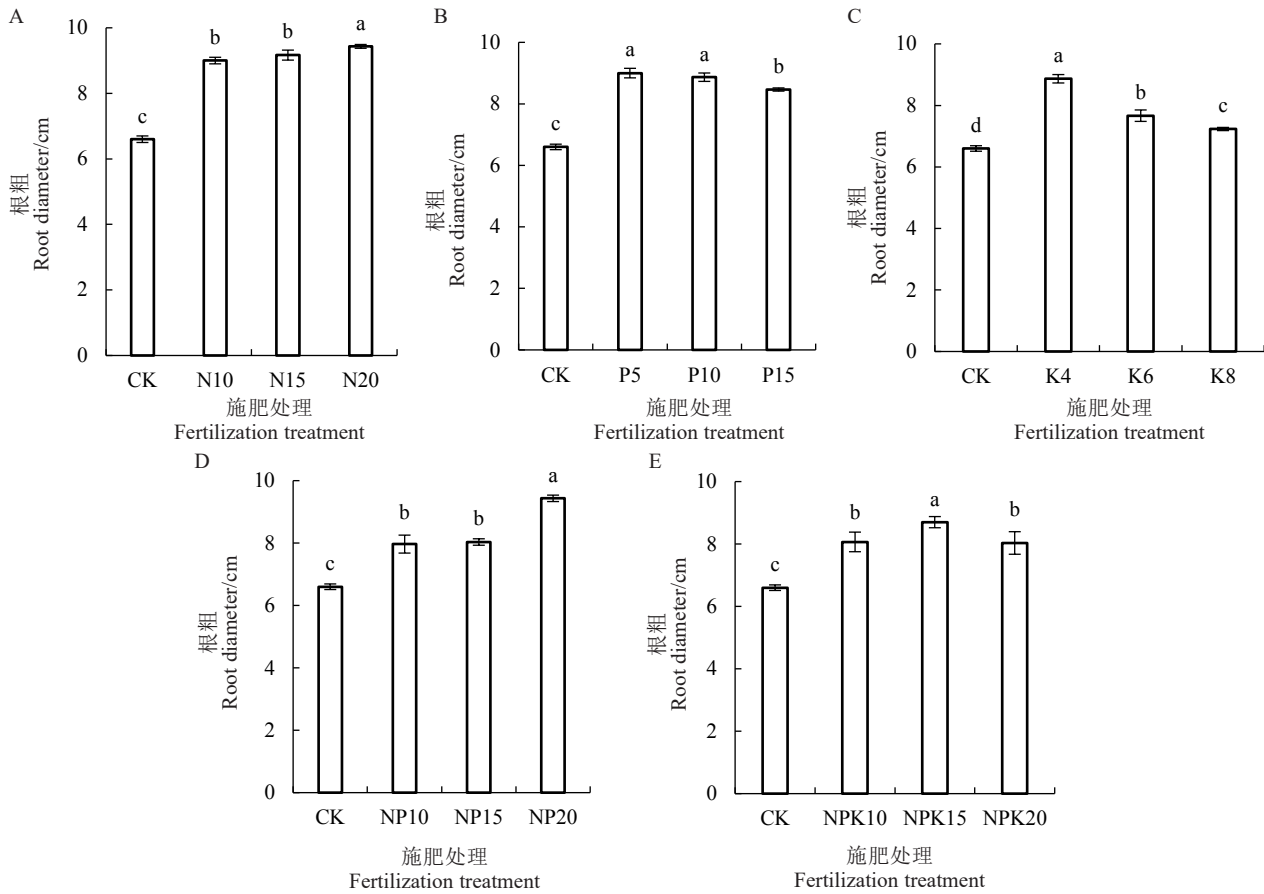 A
根粗
Root diameter/cm
10
8
6
4
2
0
c
b
b
a
CK
N10
N15
N20
施肥处理
Fertilization treatment
B
根粗
Root diameter/cm
10
8
6
4
2
0
c
a
a
b
CK
P5
P10
P15
施肥处理
Fertilization treatment
C
根粗
Root diameter/cm
10
8
6
4
2
0
d
a
b
c
CK
K4
K6
K8
施肥处理
Fertilization treatment
D
根粗
Root diameter/cm
10
8
6
4
2
0
c
b
b
a
CK
NP10
NP15
NP20
施肥处理
Fertilization treatment
E
根粗
Root diameter/cm
10
8
6
4
2
0
c
b
a
b
CK
NPK10
NPK15
NPK20
施肥处理
Fertilization treatment